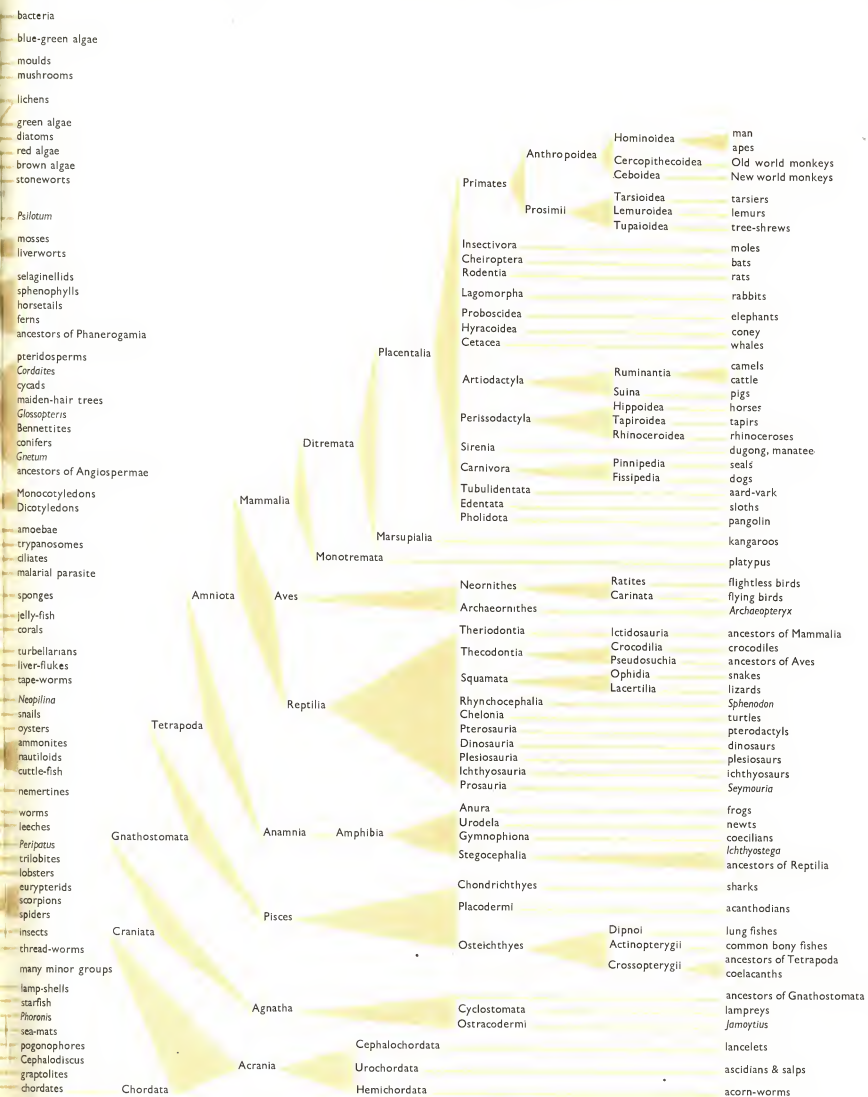 bacteria
blue-green algae
moulds
mushrooms
lichens
green algae
diatoms
red algae
brown algae
stoneworts
Psilotum
mosses
liverworts
selaginellids
sphenophylls
horsetails
ferns
ancestors of Phanerogamia
pteridosperms
Cordaites
cycads
maiden-hair trees
Glossopteris
Bennettites
conifers
Gnetum
ancestors of Angiospermae
Monocotyledons
Dicotyledons
amoebae
trypanosomes
ciliates
malarial parasite
sponges
jelly-fish
corals
turbellarians
liver-flukes
tape-worms
Neopilina
snails
oysters
ammonites
nautiloids
cuttle-fish
nemertines
worms
leeches
Peripatus
trilobites
lobsters
eurypterids
scorpions
spiders
insects
thread-worms
many minor groups
lamp-shells
starfish
Phoronis
sea-mats
pogonophores
Cephalodiscus
graptolites
chordates
Chordata
Craniata
Acrania
Gnathostomata
Agnatha
Tetrapoda
Pisces
Amniota
Anamnia
Amphibia
Mammalia
Aves
Reptilia
Ditremata
Monotremata
Placentalia
Marsupialia
Primates
Anthropoidea
Hominoidea
man
apes
Cercopithecoidea
Old world monkeys
Ceboidea
New world monkeys
Prosimii
Tarsioidea
tarsiers
Lemuroidea
lemurs
Tupaioidea
tree-shrews
Insectivora
moles
Cheiroptera
bats
Rodentia
rats
Lagomorpha
rabbits
Proboscidea
elephants
Hyracoidea
coney
Cetacea
whales
Artiodactyla
Ruminantia
camels
cattle
Suina
pigs
Perissodactyla
Hippoidea
horses
Tapiroidea
tapirs
Rhinoceroidea
rhinoceroses
Sirenia
dugong, manatee
Carnivora
Pinnipedia
seals
Fissipedia
dogs
Tubulidentata
aard-vark
Edentata
sloths
Pholidota
pangolin
kangaroos
platypus
Neornithes
Ratites
flightless birds
Carinata
flying birds
Archaeornithes
Archaeopteryx
Theriodontia
Ictidosauria
ancestors of Mammalia
Thecodontia
Crocodilia
crocodiles
Pseudosuchia
ancestors of Aves
Squamata
Ophidia
snakes
Lacertilia
lizards
Rhynchocephalia
Sphenodon
Chelonia
turtles
Pterosauria
pterodactyls
Dinosauria
dinosaurs
Plesiosauria
plesiosaurs
Ichthyosauria
ichthyosaurs
Prosauria
Seymouria
Anura
frogs
Urodela
newts
Gymnophiona
coecilians
Stegocephalia
Ichthyostega
ancestors of Reptilia
Chondrichthyes
sharks
Placodermi
acanthodians
Osteichthyes
Dipnoi
lung fishes
Actinopterygii
common bony fishes
Crossopterygii
ancestors of Tetrapoda
coelacanths
ancestors of Gnathostomata
Cyclostomata
lampreys
Ostracodermi
Jamoytius
Cephalochordata
lancelets
Urochordata
ascidians & salps
Hemichordata
acorn-worms